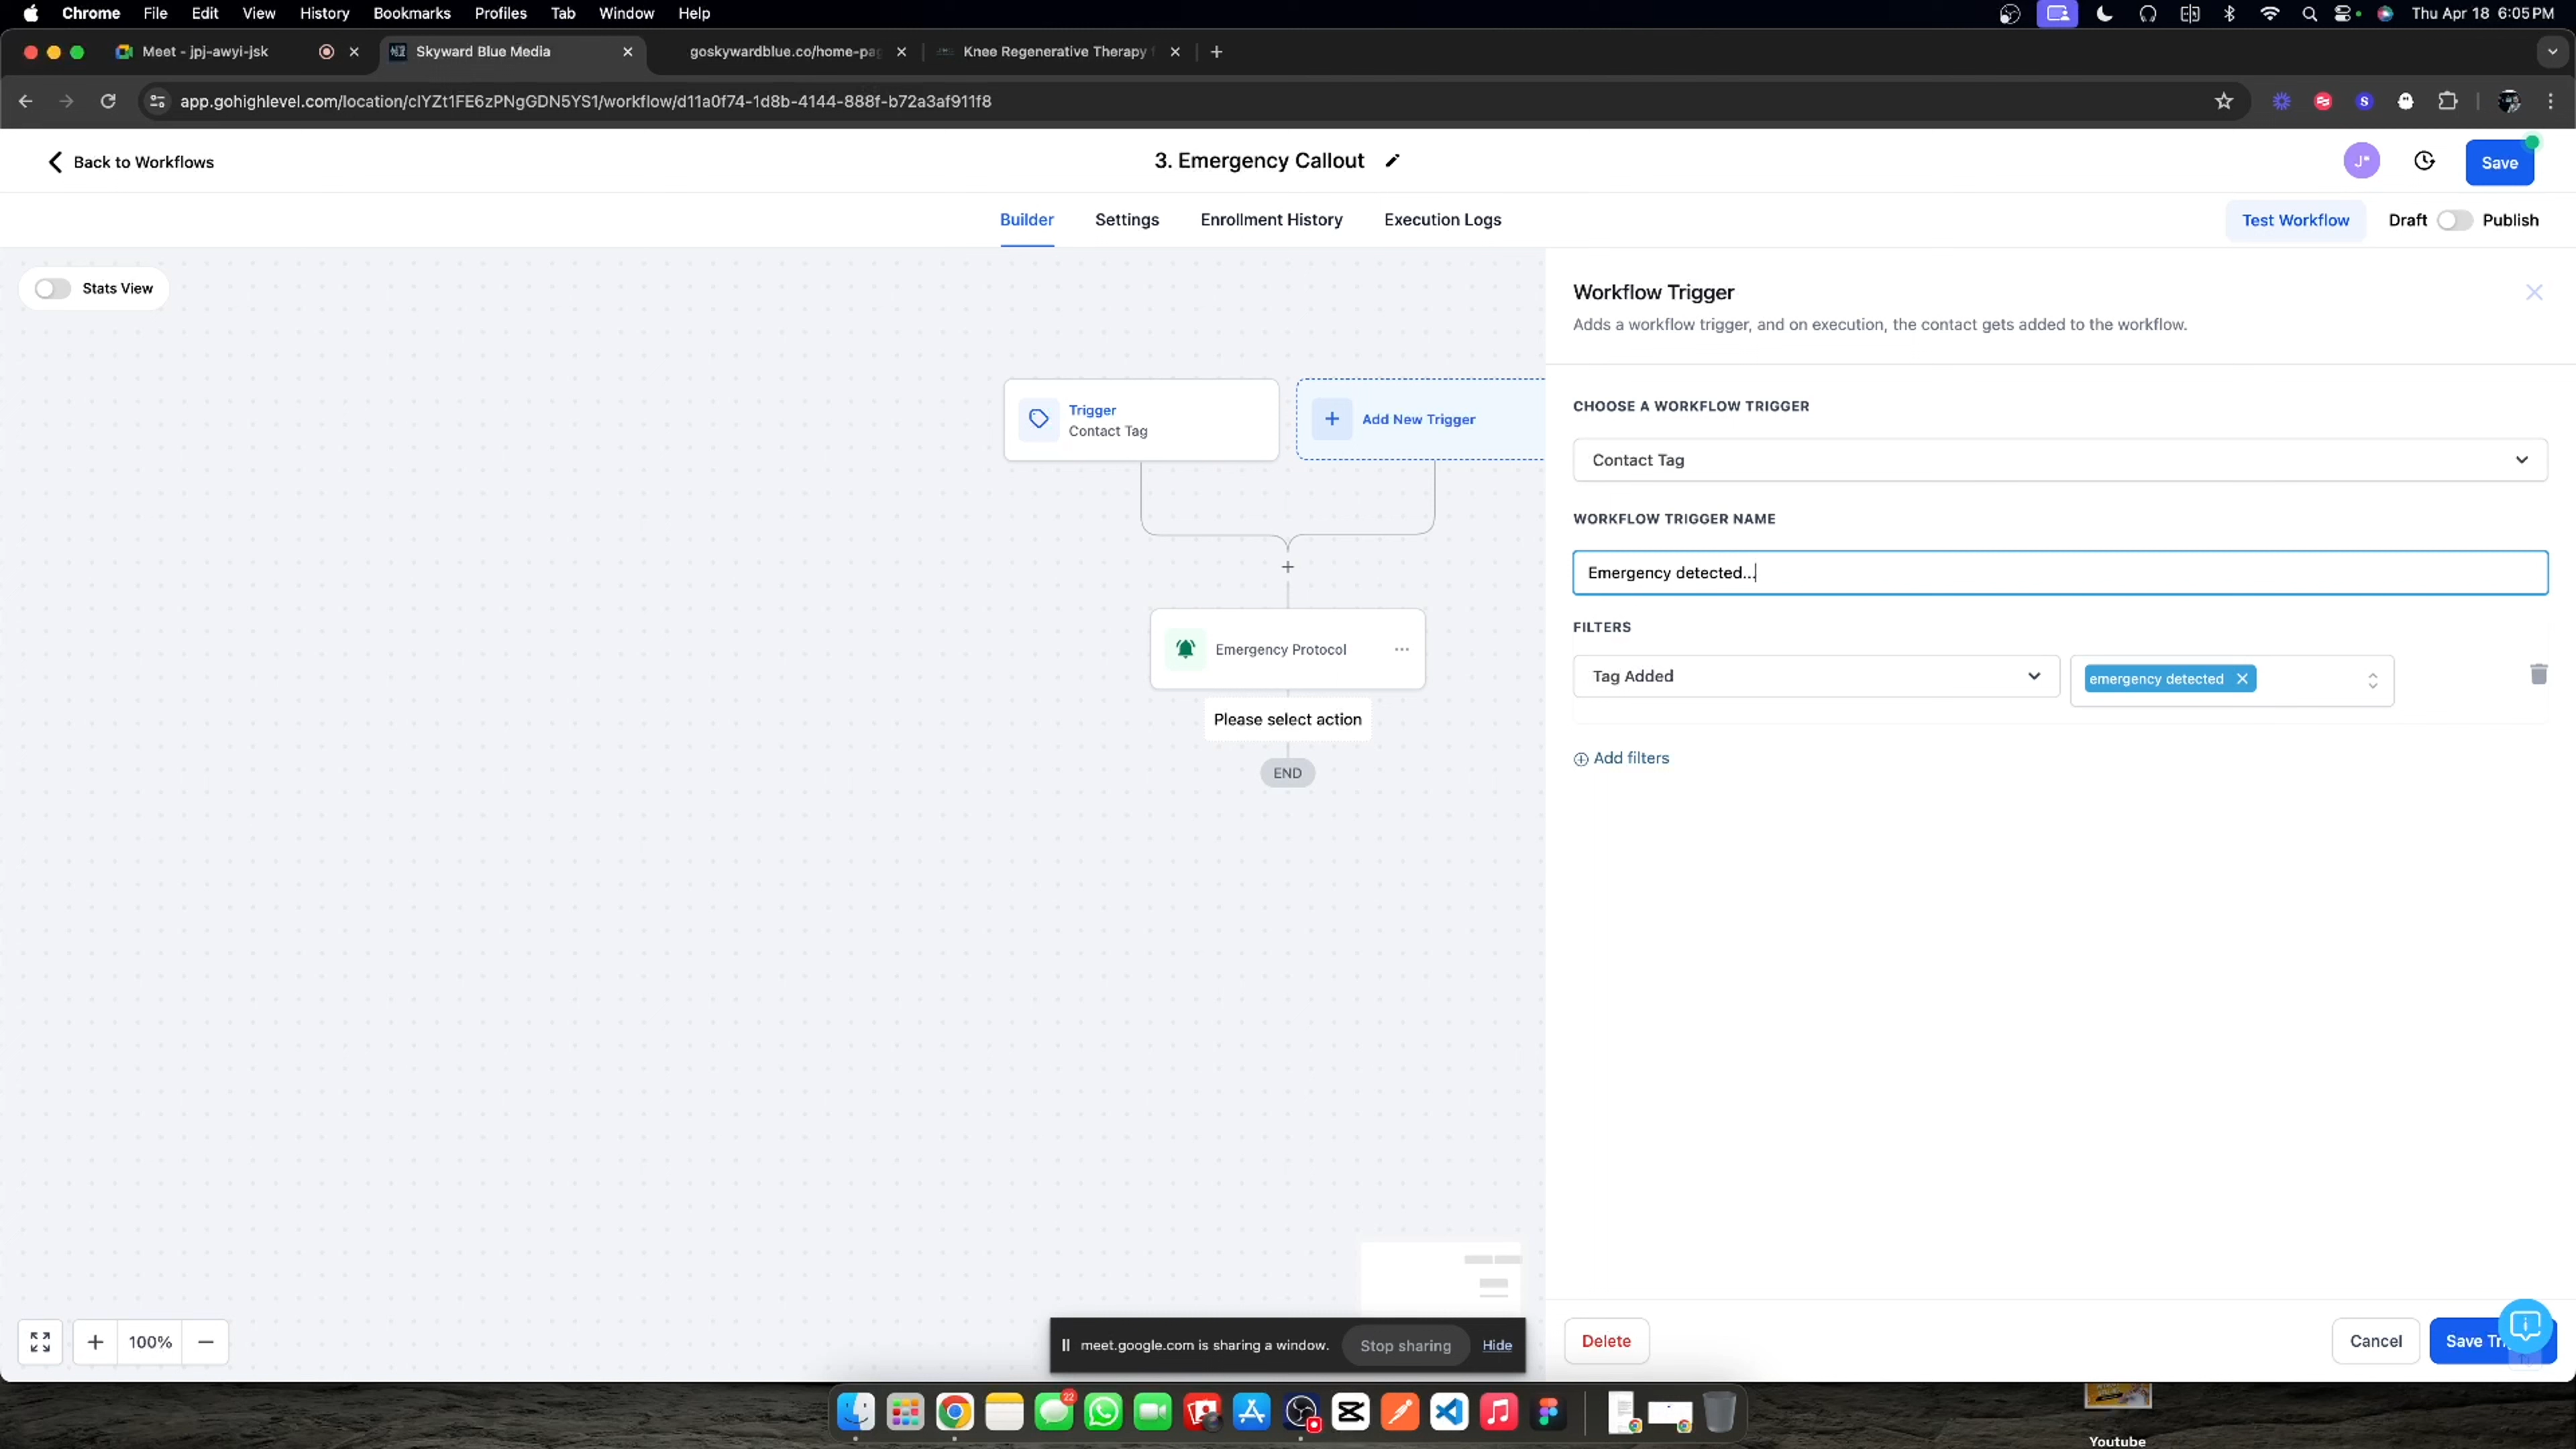 Chrome File Edit View History Bookmarks Profiles Tab Window Help Thu Apr 18 6:05 PM
Meet - jpj-awyi-jsk Skyward Blue Media goskywardblue.co/home-pag Knee Regenerative Therapy
app.gohighlevel.com/location/cIYZt1FE6zPNgGDN5YS1/workflow/d11a0f74-1d8b-4144-888f-b72a3af911f8
Back to Workflows 3. Emergency Callout Save
Builder Settings Enrollment History Execution Logs Test Workflow Draft Publish
Stats View
Workflow Trigger
Adds a workflow trigger, and on execution, the contact gets added to the workflow.
Trigger
Contact Tag
Add New Trigger
Emergency Protocol
Please select action
END
CHOOSE A WORKFLOW TRIGGER
Contact Tag
WORKFLOW TRIGGER NAME
Emergency detected...
FILTERS
Tag Added emergency detected
Add filters
100%
meet.google.com is sharing a window. Stop sharing Hide
Delete Cancel Save
22
Youtube